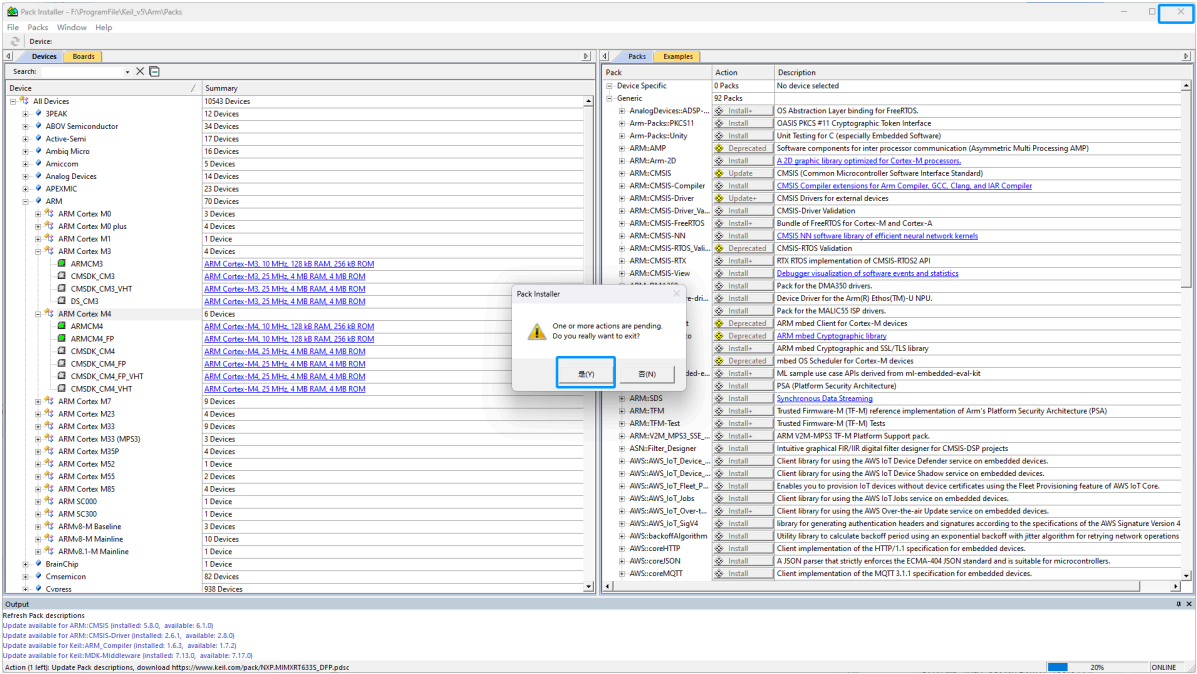 Pack Installer - F:\ProgramFile\Keil_v5\Arm\Packs
File Packs Window Help
Device:
Devices Boards
Search:
Device Summary
All Devices 10543 Devices
3PEAK 12 Devices
ABOV Semiconductor 34 Devices
Active-Semi 17 Devices
Ambiq Micro 16 Devices
Amiccom 5 Devices
Analog Devices 14 Devices
APEXMIC 23 Devices
ARM 70 Devices
ARM Cortex M0 3 Devices
ARM Cortex M0 plus 4 Devices
ARM Cortex M1 1 Device
ARM Cortex M3 4 Devices
ARMCM3 ARM Cortex-M3, 10 MHz, 128 kB RAM, 256 kB ROM
CMSDK_CM3 ARM Cortex-M3, 25 MHz, 4 MB RAM, 4 MB ROM
CMSDK_CM3_VHT ARM Cortex-M3, 25 MHz, 4 MB RAM, 4 MB ROM
DS_CM3 ARM Cortex-M3, 25 MHz, 4 MB RAM, 4 MB ROM
ARM Cortex M4 6 Devices
ARMCM4 ARM Cortex-M4, 10 MHz, 128 kB RAM, 256 kB ROM
ARMCM4_FP ARM Cortex-M4, 10 MHz, 128 kB RAM, 256 kB ROM
CMSDK_CM4 ARM Cortex-M4, 25 MHz, 4 MB RAM, 4 MB ROM
CMSDK_CM4_FP ARM Cortex-M4, 25 MHz, 4 MB RAM, 4 MB ROM
CMSDK_CM4_FP_VHT ARM Cortex-M4, 25 MHz, 4 MB RAM, 4 MB ROM
CMSDK_CM4_VHT ARM Cortex-M4, 25 MHz, 4 MB RAM, 4 MB ROM
ARM Cortex M7 9 Devices
ARM Cortex M23 4 Devices
ARM Cortex M33 9 Devices
ARM Cortex M33 (MPS3) 3 Devices
ARM Cortex M35P 4 Devices
ARM Cortex M52 1 Device
ARM Cortex M55 2 Devices
ARM Cortex M85 4 Devices
ARM SC000 1 Device
ARM SC300 1 Device
ARMv8-M Baseline 3 Devices
ARMv8-M Mainline 10 Devices
ARMv8.1-M Mainline 1 Device
BrainChip 1 Device
Cmsemicon 82 Devices
Cypress 938 Devices
Packs Examples
Pack Action Description
Device Specific 0 Packs No device selected
Generic 92 Packs
AnalogDevices::ADSP-... Install+ OS Abstraction Layer binding for FreeRTOS.
Arm-Packs::PKCS11 Install+ OASIS PKCS #11 Cryptographic Token Interface
Arm-Packs::Unity Install Unit Testing for C (especially Embedded Software)
ARM::AMP Deprecated Software components for inter processor communication (Asymmetric Multi Processing AMP)
ARM::Arm-2D Install A 2D graphic library optimized for Cortex-M processors.
ARM::CMSIS Update CMSIS (Common Microcontroller Software Interface Standard)
ARM::CMSIS-Compiler Install CMSIS Compiler extensions for Arm Compiler, GCC, Clang, and IAR Compiler
ARM::CMSIS-Driver Update+ CMSIS Drivers for external devices
ARM::CMSIS-Driver_Va... Install CMSIS-Driver Validation
ARM::CMSIS-FreeRTOS Install+ Bundle of FreeRTOS for Cortex-M and Cortex-A
ARM::CMSIS-NN Install CMSIS NN software library of efficient neural network kernels
ARM::CMSIS-RTOS_Vali... Deprecated CMSIS-RTOS Validation
ARM::CMSIS-RTX Install+ RTX RTOS implementation of CMSIS-RTOS2 API
ARM::CMSIS-View Install Debugger visualization of software events and statistics
Install Pack for the DMA350 drivers.
e-dri... Install Device Driver for the Arm(R) Ethos(TM)-U NPU.
Install Pack for the MALIC55 ISP drivers.
t Deprecated ARM mbed Client for Cortex-M devices
to Deprecated ARM mbed Cryptographic library
Install+ ARM mbed Cryptographic and SSL/TLS library
Deprecated mbed OS Scheduler for Cortex-M devices
ded-e... Install+ ML sample use case APIs derived from ml-embedded-eval-kit
Install PSA (Platform Security Architecture)
ARM::SDS Install Synchronous Data Streaming
ARM::TFM Install+ Trusted Firmware-M (TF-M) reference implementation of Arm's Platform Security Architecture (PSA)
ARM::TFM-Test Install+ Trusted Firmware-M (TF-M) Tests
ARM::V2M_MPS3_SSE_... Install+ ARM V2M-MPS3 TF-M Platform Support pack.
ASN::Filter_Designer Install Intuitive graphical FIR/IIR digital filter designer for CMSIS-DSP projects
AWS::AWS_IoT_Device_... Install Client library for using the AWS IoT Device Defender service on embedded devices.
AWS::AWS_IoT_Device_... Install Client library for using the AWS IoT Device Shadow service on embedded devices.
AWS::AWS_IoT_Fleet_P... Install Enables you to provision IoT devices without device certificates using the Fleet Provisioning feature of AWS IoT Core.
AWS::AWS_IoT_Jobs Install Client library for using the AWS IoT Jobs service on embedded devices.
AWS::AWS_IoT_Over-t... Install+ Client library for using the AWS Over-the-air Update service on embedded devices.
AWS::AWS_IoT_SigV4 Install library for generating authentication headers and signatures according to the specifications of the AWS Signature Version 4
AWS::backoffAlgorithm Install Utility library to calculate backoff period using an exponential backoff with jitter algorithm for retrying network operations
AWS::coreHTTP Install Client implementation of the HTTP/1.1 specification for embedded devices.
AWS::coreJSON Install A JSON parser that strictly enforces the ECMA-404 JSON standard and is suitable for microcontrollers.
AWS::coreMQTT Install Client implementation of the MQTT 3.1.1 specification for embedded devices.
Pack Installer
One or more actions are pending.
Do you really want to exit?
是(Y) 否(N)
Output
Refresh Pack descriptions
Update available for ARM::CMSIS (installed: 5.8.0, available: 6.1.0)
Update available for ARM::CMSIS-Driver (installed: 2.6.1, available: 2.8.0)
Update available for Keil::ARM_Compiler (installed: 1.6.3, available: 1.7.2)
Update available for Keil::MDK-Middleware (installed: 7.13.0, available: 7.17.0)
Action (1 left): Update Pack descriptions, download https://www.keil.com/pack/NXP.MIMXRT633S_DFP.pdsc
20% ONLINE